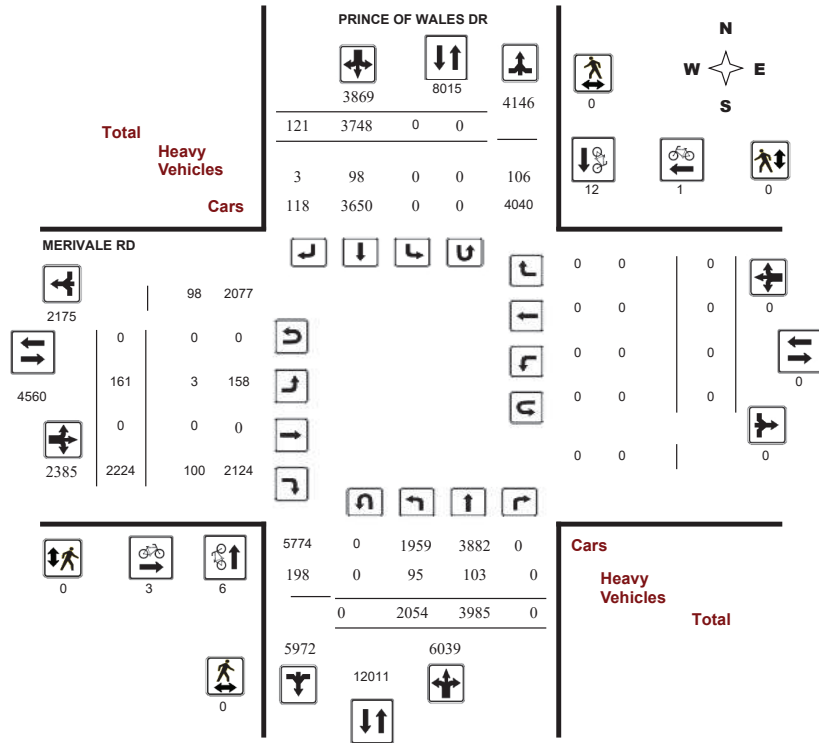 PRINCE OF WALES DR
N
W E
S
3869 8015 4146 0
121 3748 0 0
Total
Heavy
Vehicles
3 98 0 0 106
12 1 0
Cars 118 3650 0 0 4040
MERIVALE RD
0 0 0
98 2077
2175
0 0 0 0
0 0 0
4560
0
161 3 158
0 0 0
0 0 0
0 0 0
2385 2224 100 2124
0 0 0
5774 0 1959 3882 0
Cars
198 0 95 103 0
Heavy
Vehicles
0 3 6
0 2054 3985 0
Total
5972 12011 6039
0